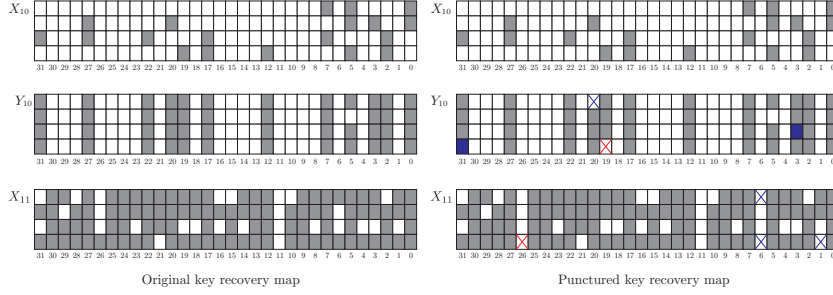 X10
X10
31 30 29 28 27 26 25 24 23 22 21 20 19 18 17 16 15 14 13 12 11 10 9 8 7 6 5 4 3 2 1 0
31 30 29 28 27 26 25 24 23 22 21 20 19 18 17 16 15 14 13 12 11 10 9 8 7 6 5 4 3 2 1 0
Y10
Y10
31 30 29 28 27 26 25 24 23 22 21 20 19 18 17 16 15 14 13 12 11 10 9 8 7 6 5 4 3 2 1 0
31 30 29 28 27 26 25 24 23 22 21 20 19 18 17 16 15 14 13 12 11 10 9 8 7 6 5 4 3 2 1 0
X11
X11
31 30 29 28 27 26 25 24 23 22 21 20 19 18 17 16 15 14 13 12 11 10 9 8 7 6 5 4 3 2 1 0
31 30 29 28 27 26 25 24 23 22 21 20 19 18 17 16 15 14 13 12 11 10 9 8 7 6 5 4 3 2 1 0
Original key recovery map
Punctured key recovery map